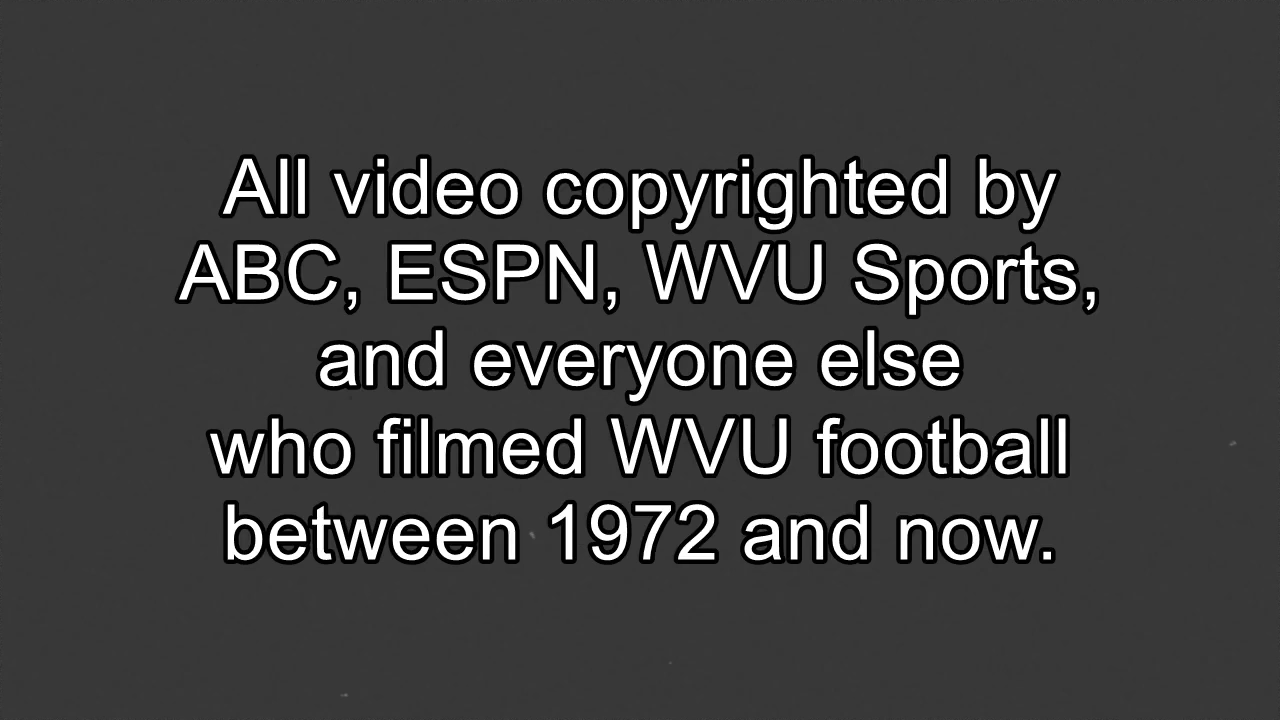 All video copyrighted by
ABC, ESPN, WVU Sports,
and everyone else
who filmed WVU football
between 1972 and now.